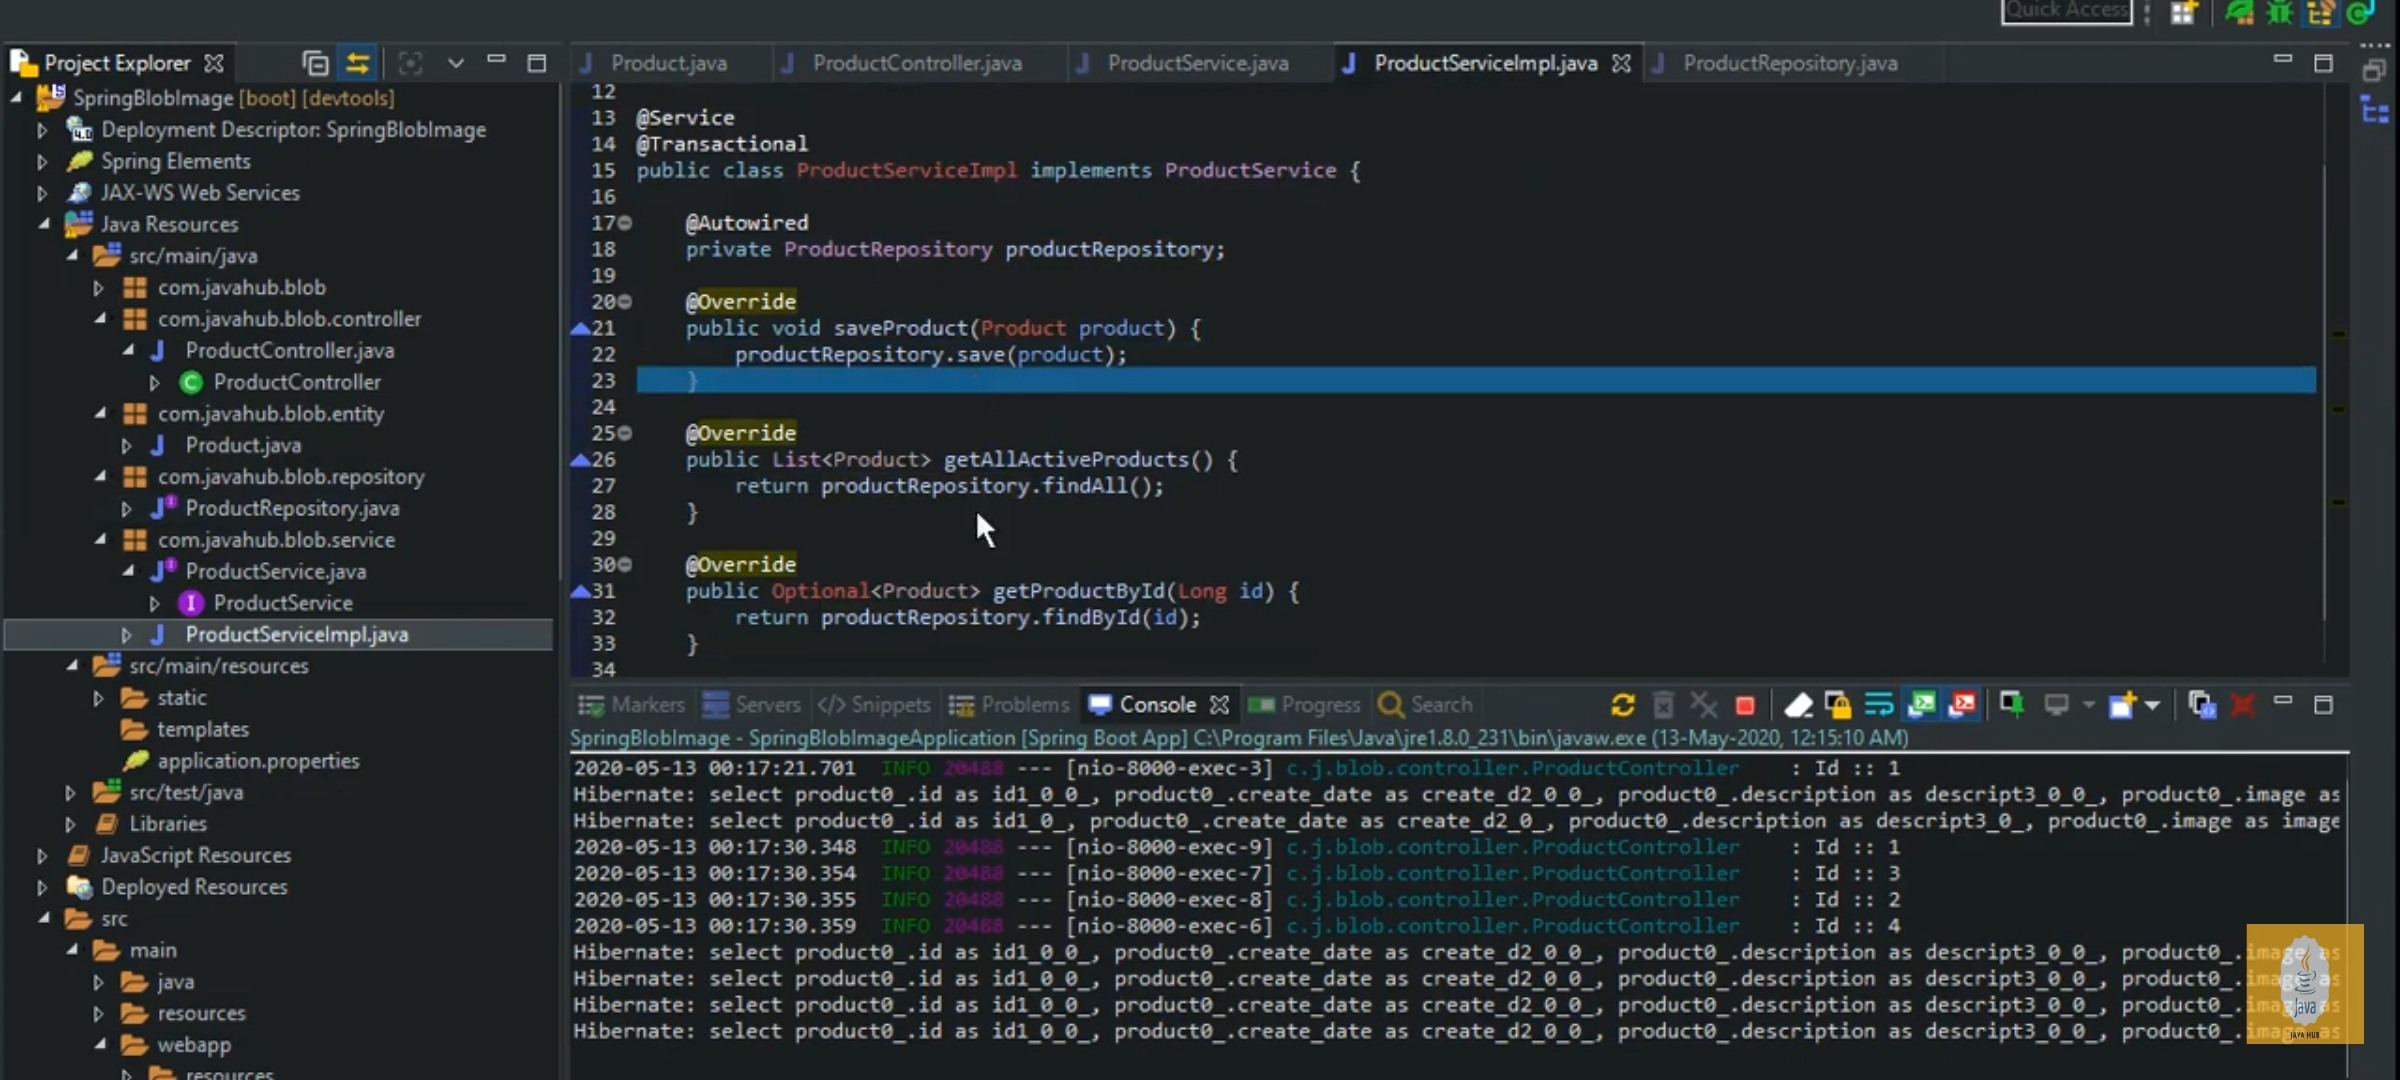 Quick Access
Project Explorer
SpringBlobImage [boot] [devtools]
Deployment Descriptor: SpringBlobImage
Spring Elements
JAX-WS Web Services
Java Resources
src/main/java
com.javahub.blob
com.javahub.blob.controller
ProductController.java
ProductController
com.javahub.blob.entity
Product.java
com.javahub.blob.repository
ProductRepository.java
com.javahub.blob.service
ProductService.java
ProductService
ProductServiceImpl.java
src/main/resources
static
templates
application.properties
src/test/java
Libraries
JavaScript Resources
Deployed Resources
src
main
java
resources
webapp
resources
Product.java ProductController.java ProductService.java ProductServiceImpl.java ProductRepository.java
12
13 @Service
14 @Transactional
15 public class ProductServiceImpl implements ProductService {
16
17 @Autowired
18 private ProductRepository productRepository;
19
20 @Override
21 public void saveProduct(Product product) {
22 productRepository.save(product);
23 }
24
25 @Override
26 public List<Product> getAllActiveProducts() {
27 return productRepository.findAll();
28 }
29
30 @Override
31 public Optional<Product> getProductById(Long id) {
32 return productRepository.findById(id);
33 }
34
Markers Servers Snippets Problems Console Progress Search
SpringBlobImage - SpringBlobImageApplication [Spring Boot App] C:\Program Files\Java\jre1.8.0_231\bin\javaw.exe (13-May-2020, 12:15:10 AM)
2020-05-13 00:17:21.701 INFO 20488 --- [nio-8000-exec-3] c.j.blob.controller.ProductController : Id :: 1
Hibernate: select product0_.id as id1_0_0_, product0_.create_date as create_d2_0_0_, product0_.description as descript3_0_0_, product0_.image as
Hibernate: select product0_.id as id1_0_, product0_.create_date as create_d2_0_, product0_.description as descript3_0_, product0_.image as image
2020-05-13 00:17:30.348 INFO 20488 --- [nio-8000-exec-9] c.j.blob.controller.ProductController : Id :: 1
2020-05-13 00:17:30.354 INFO 20488 --- [nio-8000-exec-7] c.j.blob.controller.ProductController : Id :: 3
2020-05-13 00:17:30.355 INFO 20488 --- [nio-8000-exec-8] c.j.blob.controller.ProductController : Id :: 2
2020-05-13 00:17:30.359 INFO 20488 --- [nio-8000-exec-6] c.j.blob.controller.ProductController : Id :: 4
Hibernate: select product0_.id as id1_0_0_, product0_.create_date as create_d2_0_0_, product0_.description as descript3_0_0_, product0_.image as
Hibernate: select product0_.id as id1_0_0_, product0_.create_date as create_d2_0_0_, product0_.description as descript3_0_0_, product0_.image as
Hibernate: select product0_.id as id1_0_0_, product0_.create_date as create_d2_0_0_, product0_.description as descript3_0_0_, product0_.image as
Hibernate: select product0_.id as id1_0_0_, product0_.create_date as create_d2_0_0_, product0_.description as descript3_0_0_, product0_.image as
Java
JAVA HUB